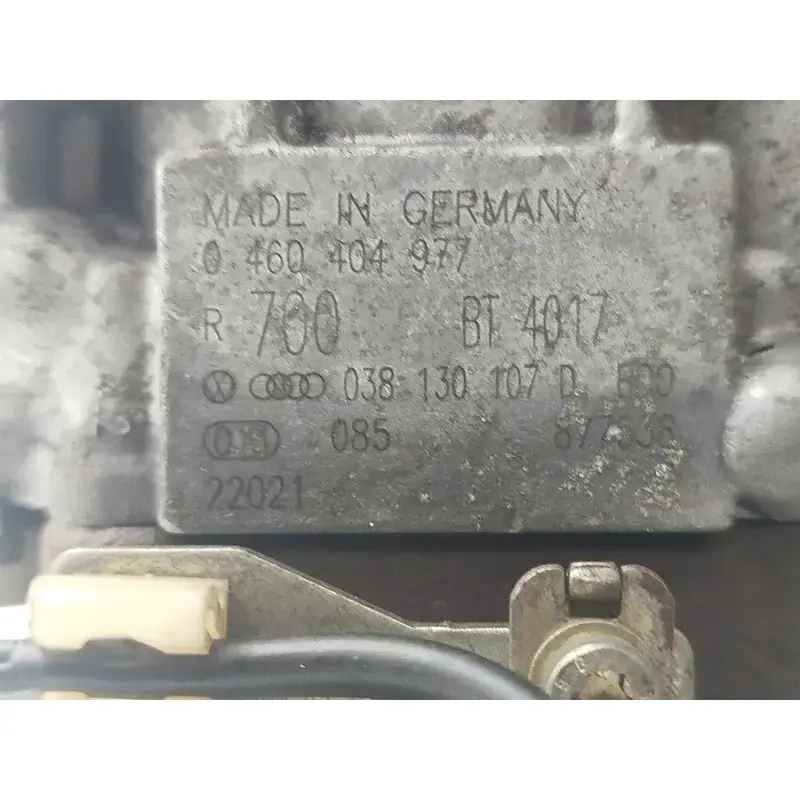 MADE IN GERMANY
0 460 404 977
R 700 BT 4017
038 130 107 D
085
22021